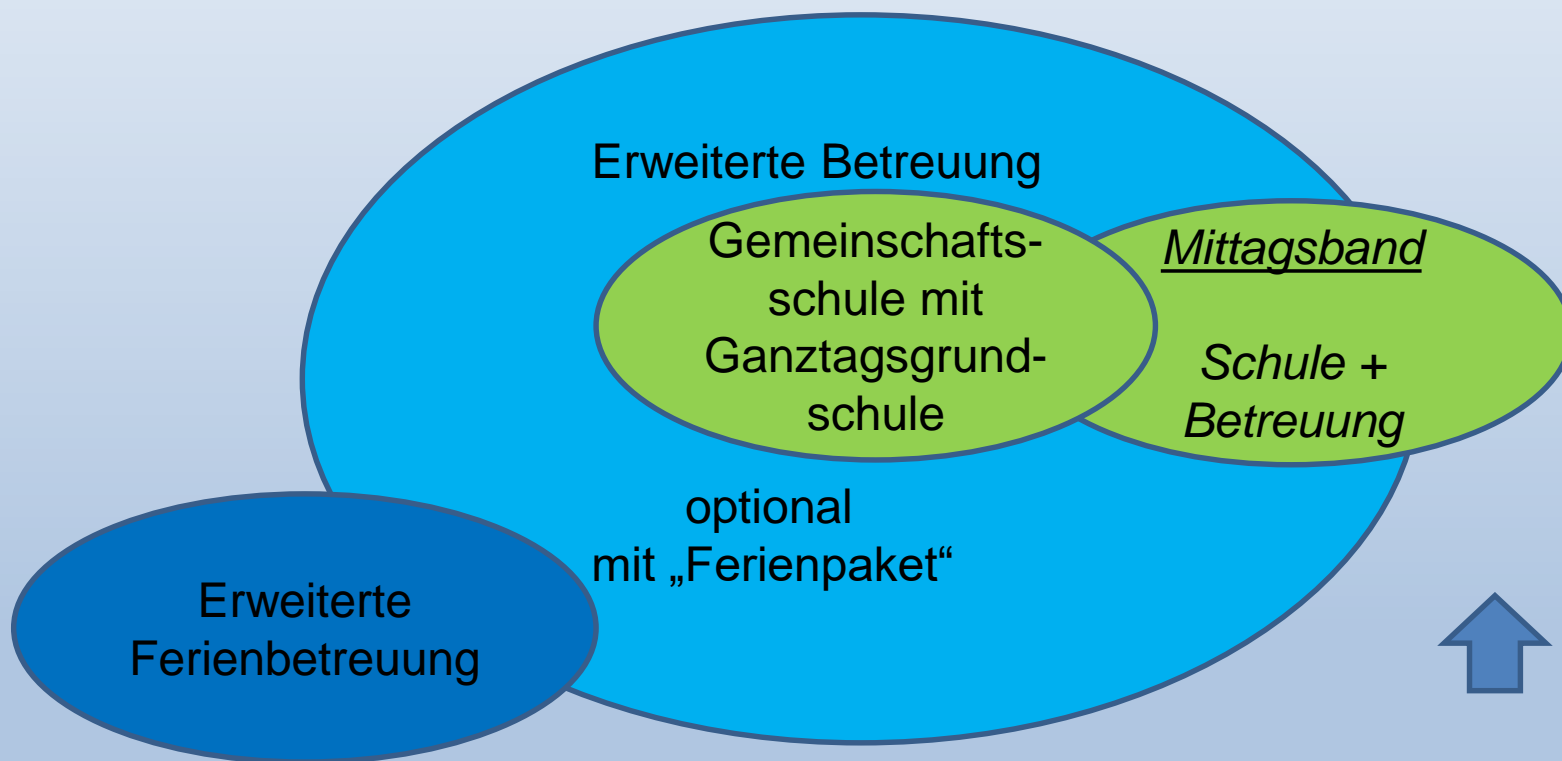 Erweiterte Betreuung
Gemeinschafts-
schule mit
Ganztagsgrund-
schule
Mittagsband
Schule +
Betreuung
optional
mit „Ferienpaket“
Erweiterte
Ferienbetreuung